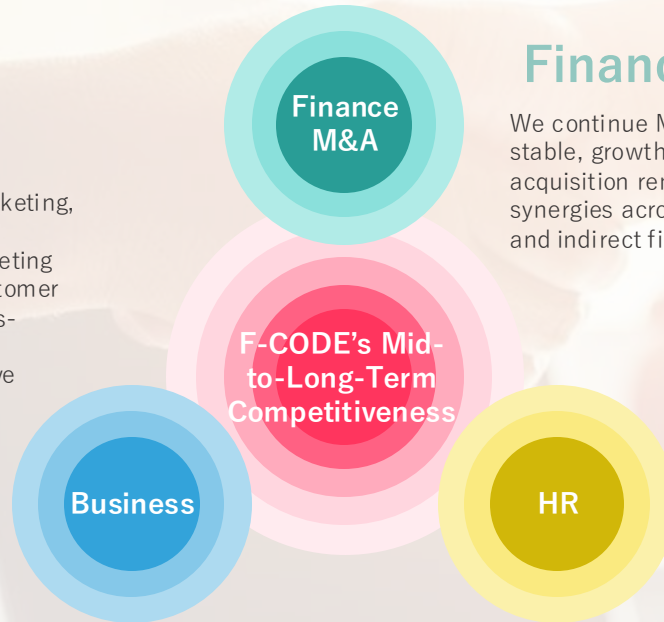 Finance
M&A
Financ
We continue M
stable, growth
acquisition re
synergies acro
and indirect fi
keting,
eting
tomer
s-
ve
F-CODE's Mid-
to-Long-Term
Competitiveness
Business
HR